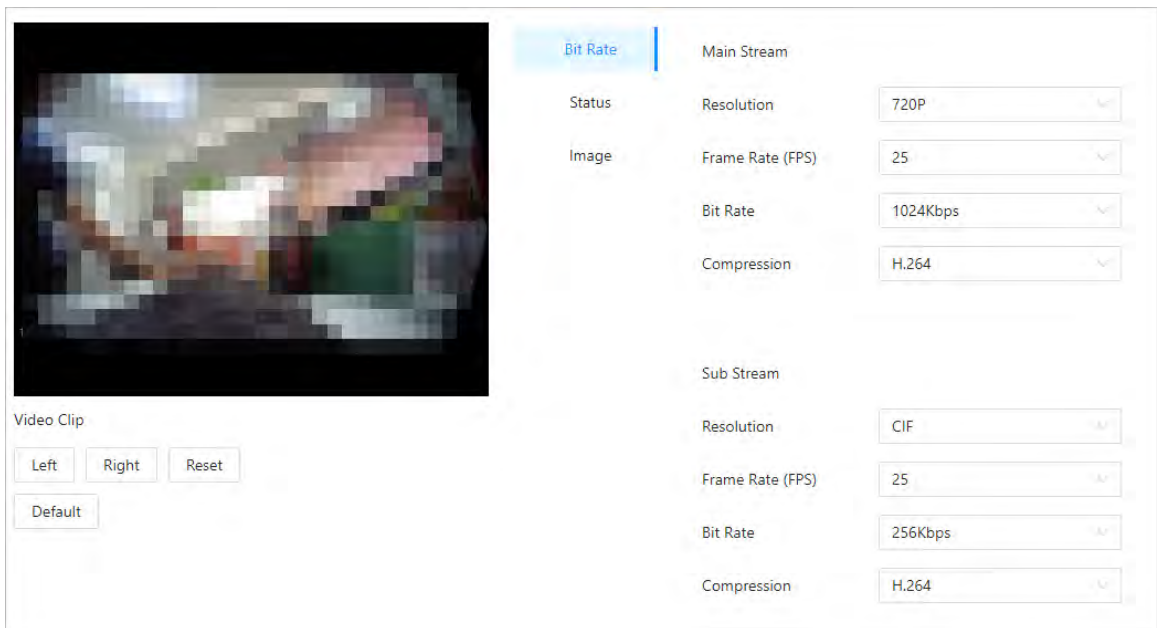 Bit Rate
Status
Image
Main Stream
Resolution 720P
Frame Rate (FPS) 25
Bit Rate 1024Kbps
Compression H.264
Sub Stream
Resolution CIF
Frame Rate (FPS) 25
Bit Rate 256Kbps
Compression H.264
Video Clip
Left Right Reset
Default